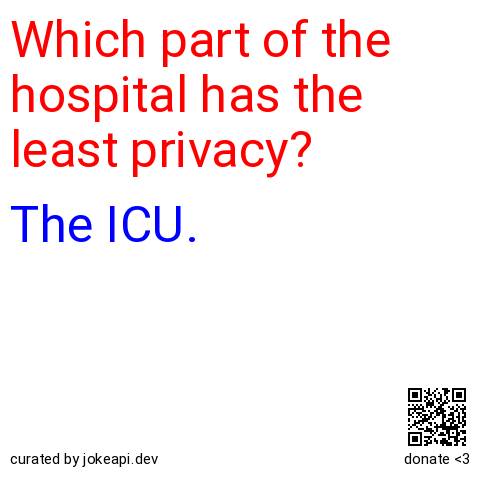 Which part of the
hospital has the
least privacy?
The ICU.
curated by jokeapi.dev
donate <3